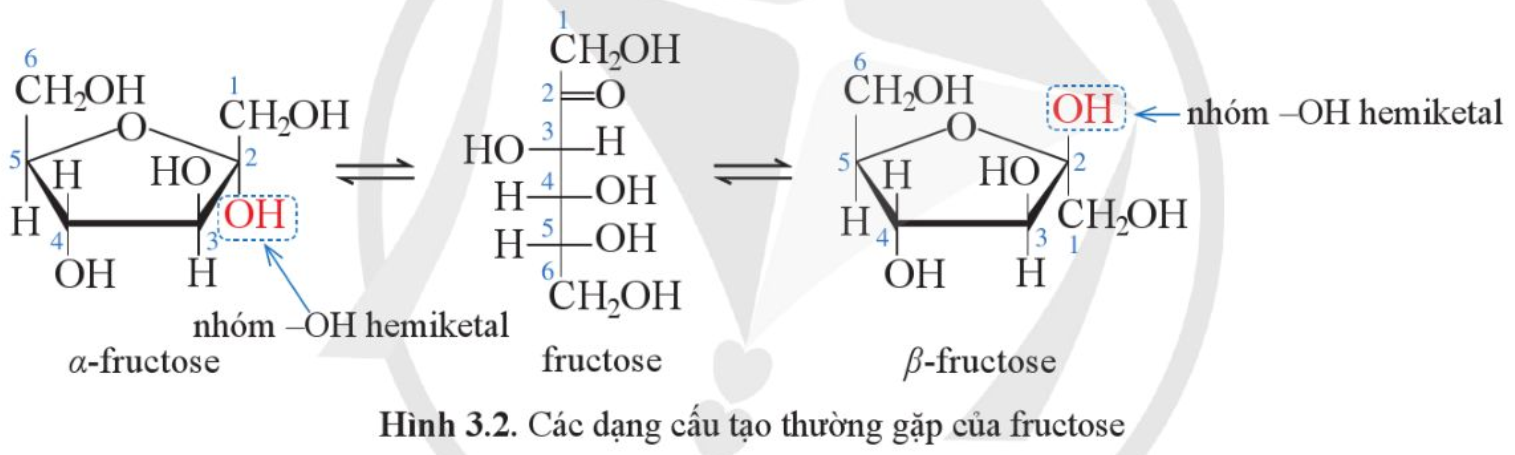 6
CH₂OH
O
1
CH₂OH
5
H
HO
2
H
4
3
OH
OH
H
nhóm –OH hemiketal
α-fructose
1
CH₂OH
2
O
3
HO
H
4
H
OH
5
H
OH
6
CH₂OH
fructose
6
CH₂OH
O
OH
nhóm –OH hemiketal
5
H
HO
2
H
4
3
CH₂OH
1
OH
H
β-fructose
Hình 3.2. Các dạng cấu tạo thường gặp của fructose